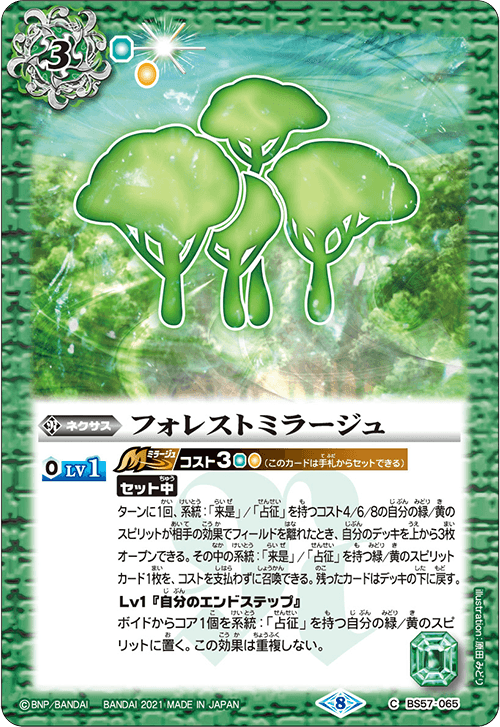 3
ネクサス フォレストミラージュ
0 LV1 Mミラージュ コスト3(このカードは手札からセットできる)
セット中
ターンに1回、系統:「来是」/「占征」を持つコスト4/6/8の自分の緑/黄の
スピリットが相手の効果でフィールドを離れたとき、自分のデッキを上から3枚
オープンできる。その中の系統:「来是」/「占征」を持つ緑/黄のスピリット
カード1枚を、コストを支払わずに召喚できる。残ったカードはデッキの下に戻す。
Lv1『自分のエンドステップ』
ボイドからコア1個を系統:「占征」を持つ自分の緑/黄のスピ
リットに置く。この効果は重複しない。
illustration:原田みどり
©BNP/BANDAI BANDAI 2021 MADE IN JAPAN 8 C BS57-065